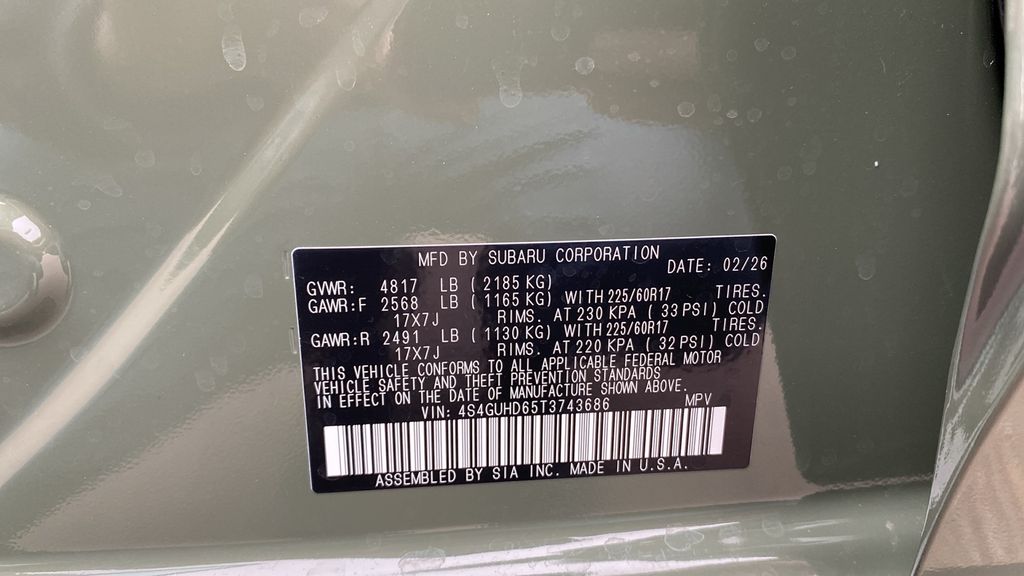 MFD BY SUBARU CORPORATION
DATE: 02/26
GVWR: 4817 LB ( 2185 KG)
GAWR:F 2568 LB ( 1165 KG) WITH 225/60R17 TIRES.
17X7J RIMS. AT 230 KPA ( 33 PSI) COLD
GAWR:R 2491 LB ( 1130 KG) WITH 225/60R17 TIRES.
17X7J RIMS. AT 220 KPA ( 32 PSI) COLD
THIS VEHICLE CONFORMS TO ALL APPLICABLE FEDERAL MOTOR
VEHICLE SAFETY AND THEFT PREVENTION STANDARDS
IN EFFECT ON THE DATE OF MANUFACTURE SHOWN ABOVE.
VIN: 4S4GUHD65T3743686 MPV
ASSEMBLED BY SIA INC. MADE IN U.S.A.